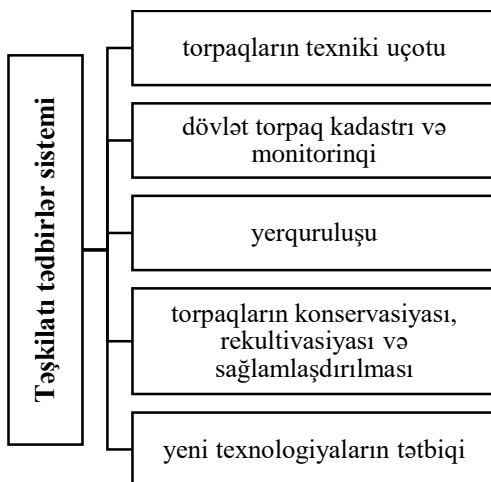 Təşkilatı tədbirlər sistemi
torpaqların texniki uçotu
dövlət torpaq kadastrı və
monitorinqi
yerquruluşu
torpaqların konservasiyası,
rekultivasiyası və
sağlamlaşdırılması
yeni texnologiyaların tətbiqi